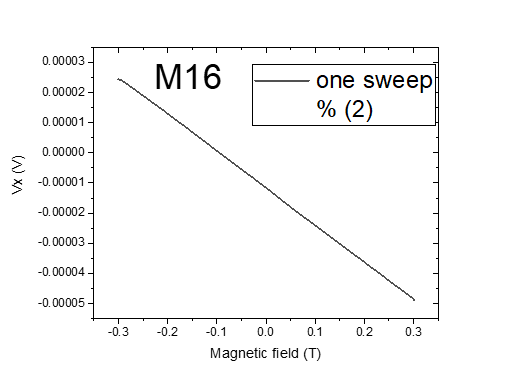 M16
one sweep
% (2)
0.00003
0.00002
0.00001
0.00000
-0.00001
-0.00002
-0.00003
-0.00004
-0.00005
Vx (V)
-0.3 -0.2 -0.1 0.0 0.1 0.2 0.3
Magnetic field (T)